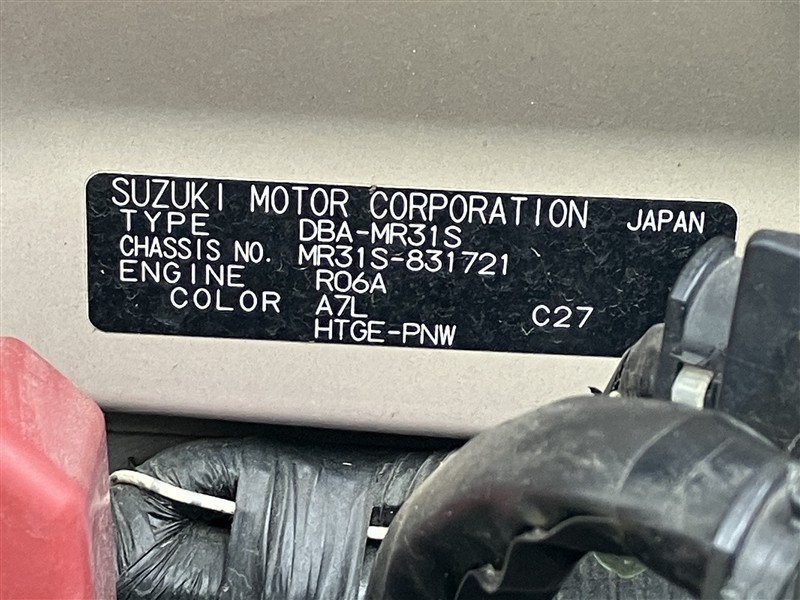 SUZUKI MOTOR CORPORATION JAPAN
TYPE DBA-MR31S
CHASSIS NO. MR31S-831721
ENGINE R06A
COLOR A7L C27
HTGE-PNW